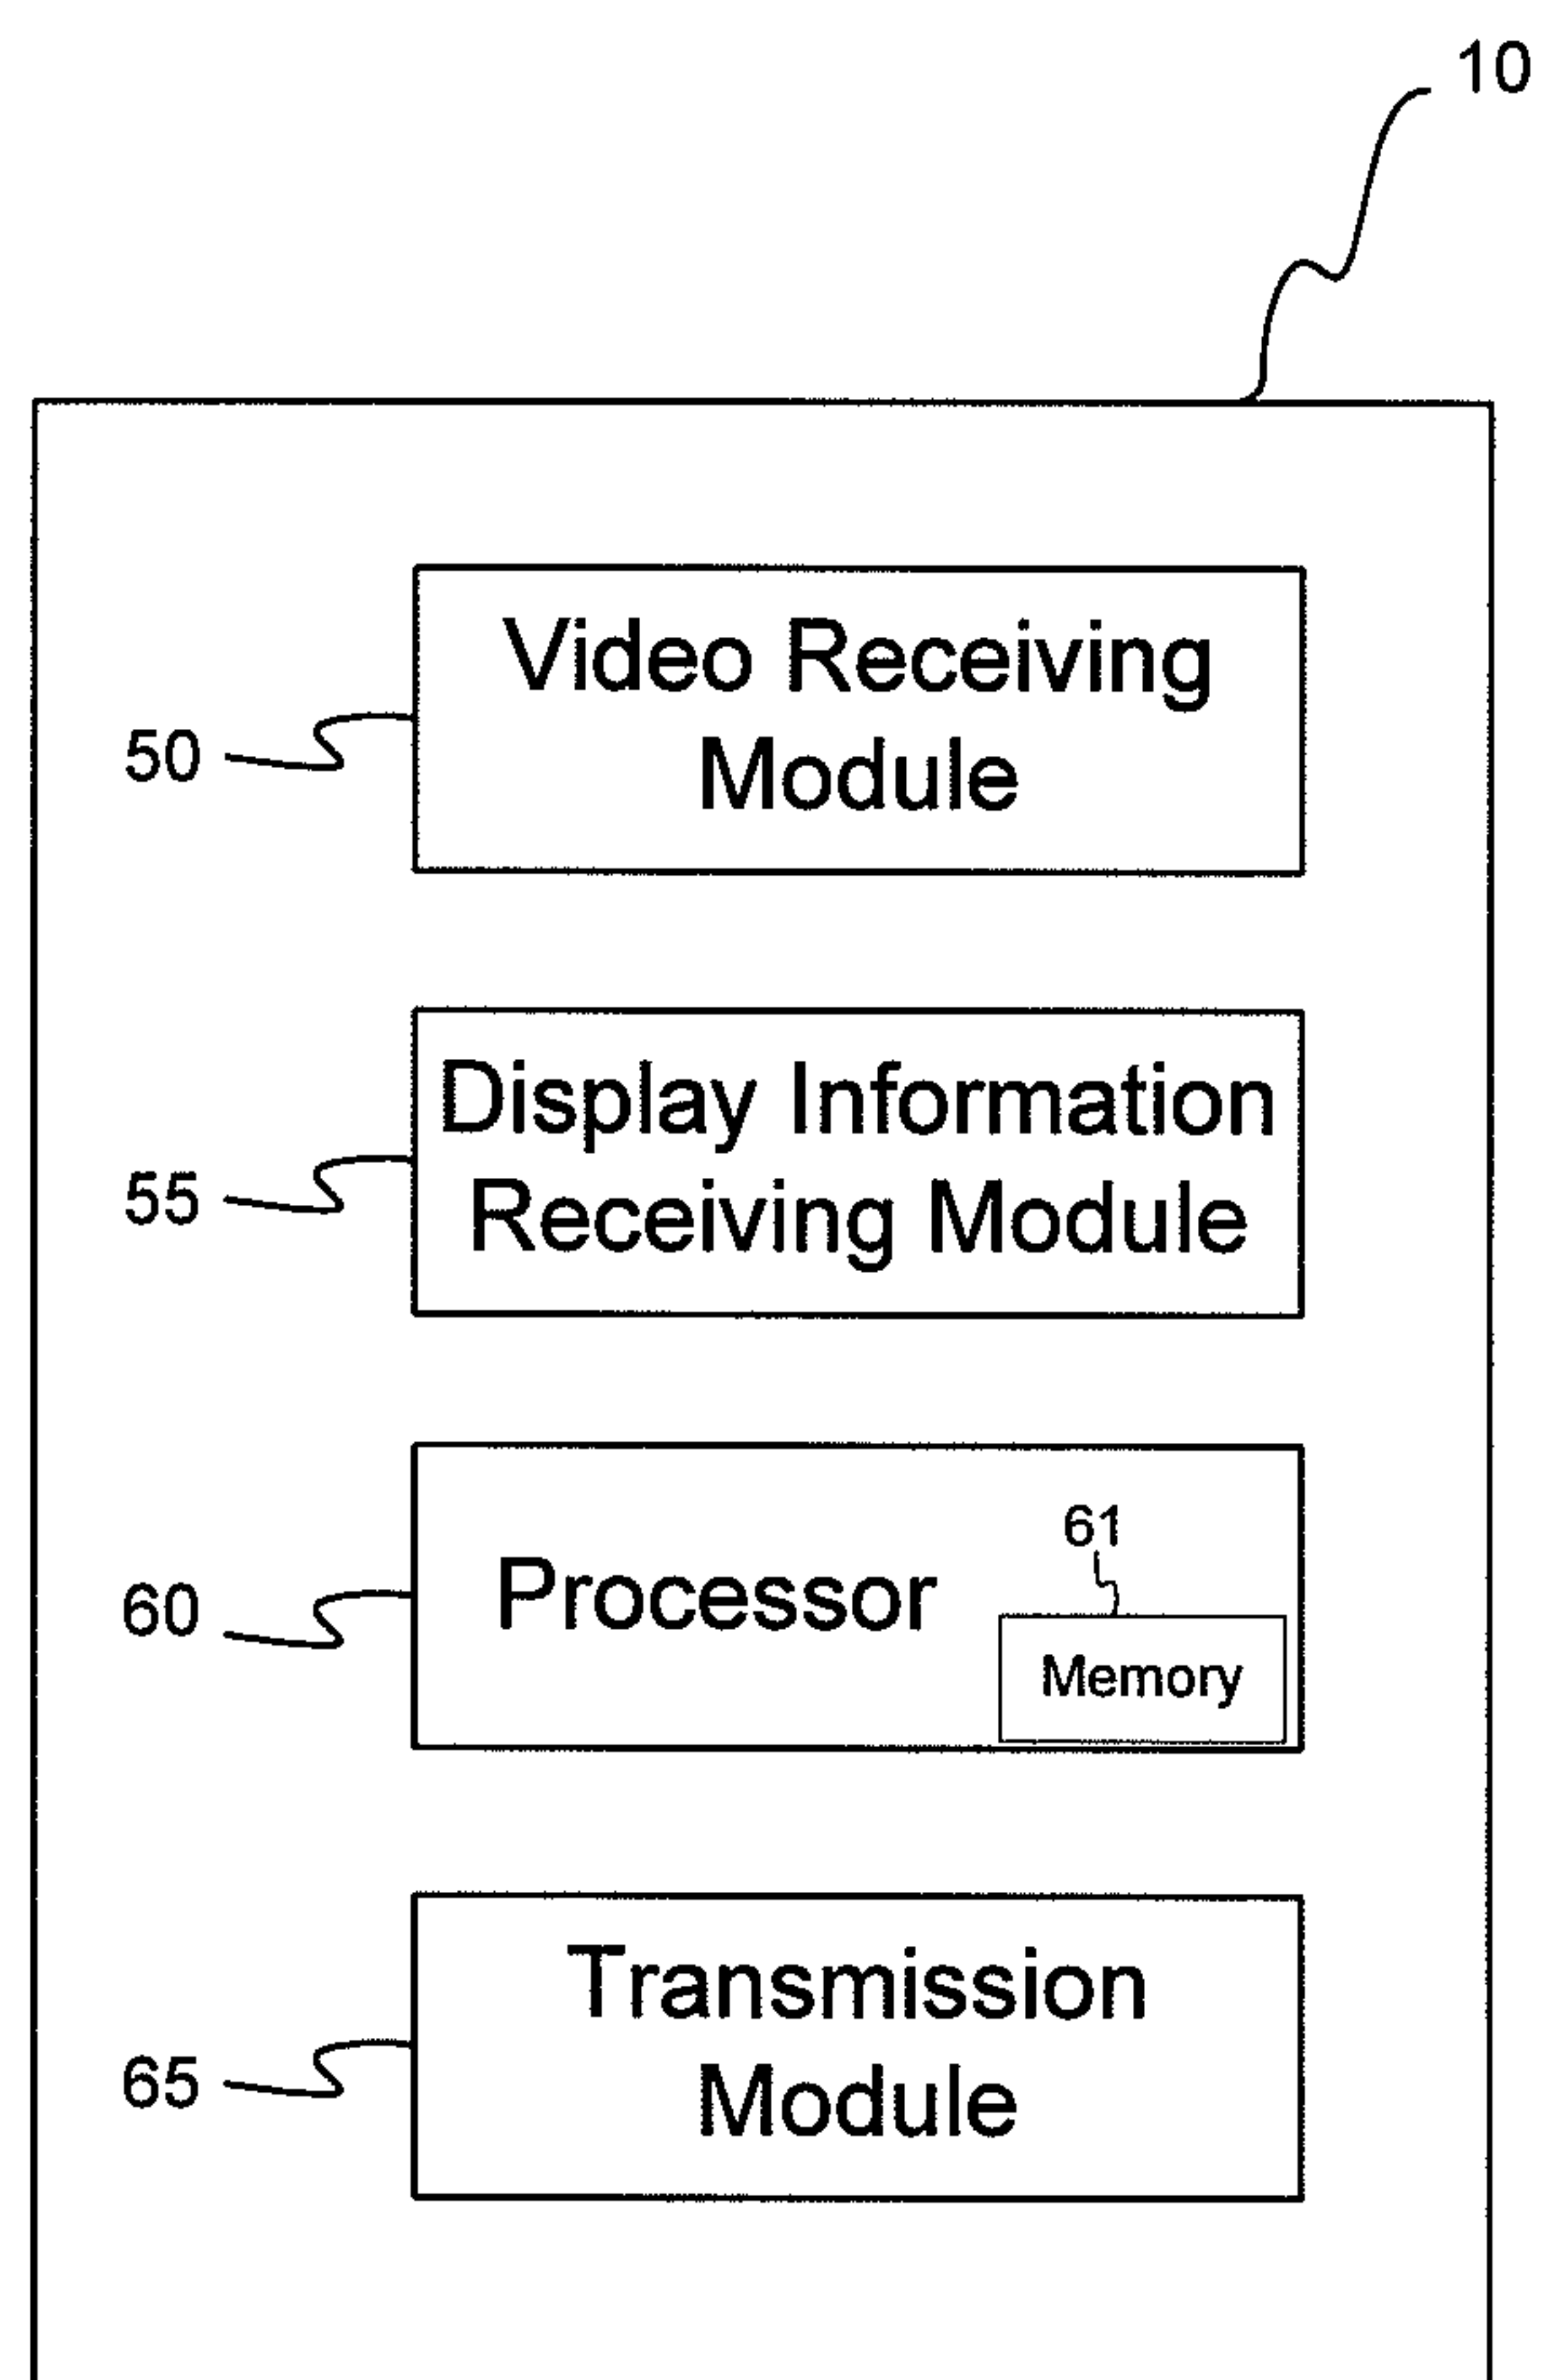 10
Video Receiving
Module
50
Display Information
Receiving Module
55
61
Processor
60
Memory
Transmission
Module
65